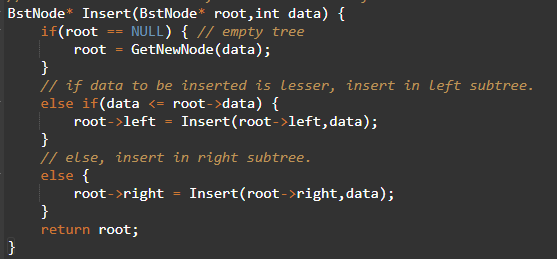 BstNode* Insert(BstNode* root,int data) {
    if(root == NULL) { // empty tree
        root = GetNewNode(data);
    }
    // if data to be inserted is lesser, insert in left subtree.
    else if(data <= root->data) {
        root->left = Insert(root->left,data);
    }
    // else, insert in right subtree.
    else {
        root->right = Insert(root->right,data);
    }
    return root;
}